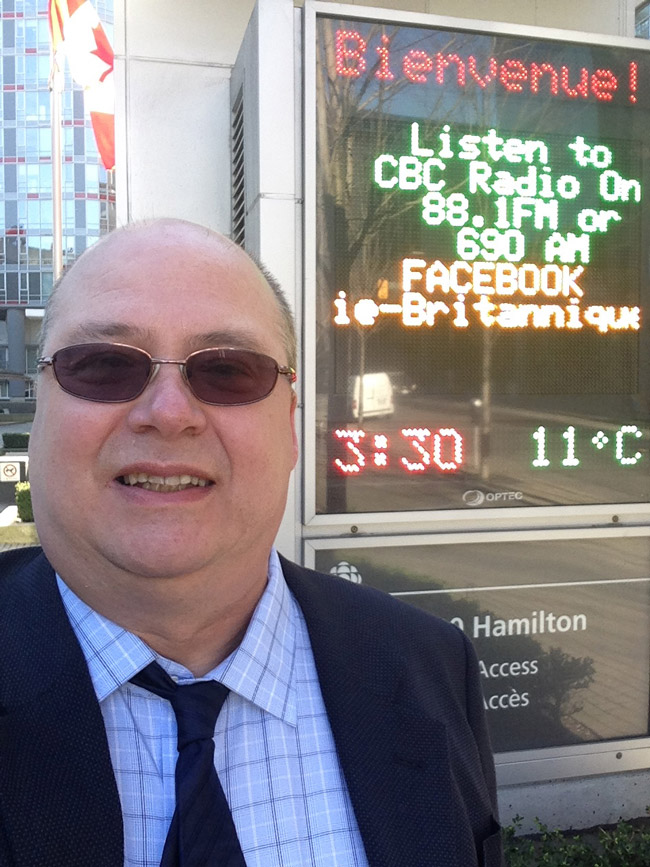 Bienvenue!
Listen to
CBC Radio On
88.1FM or
690 AM
FACEBOOK
ie-Britannique
3:30 11°C
OPTEC
0 Hamilton
Access
Accès